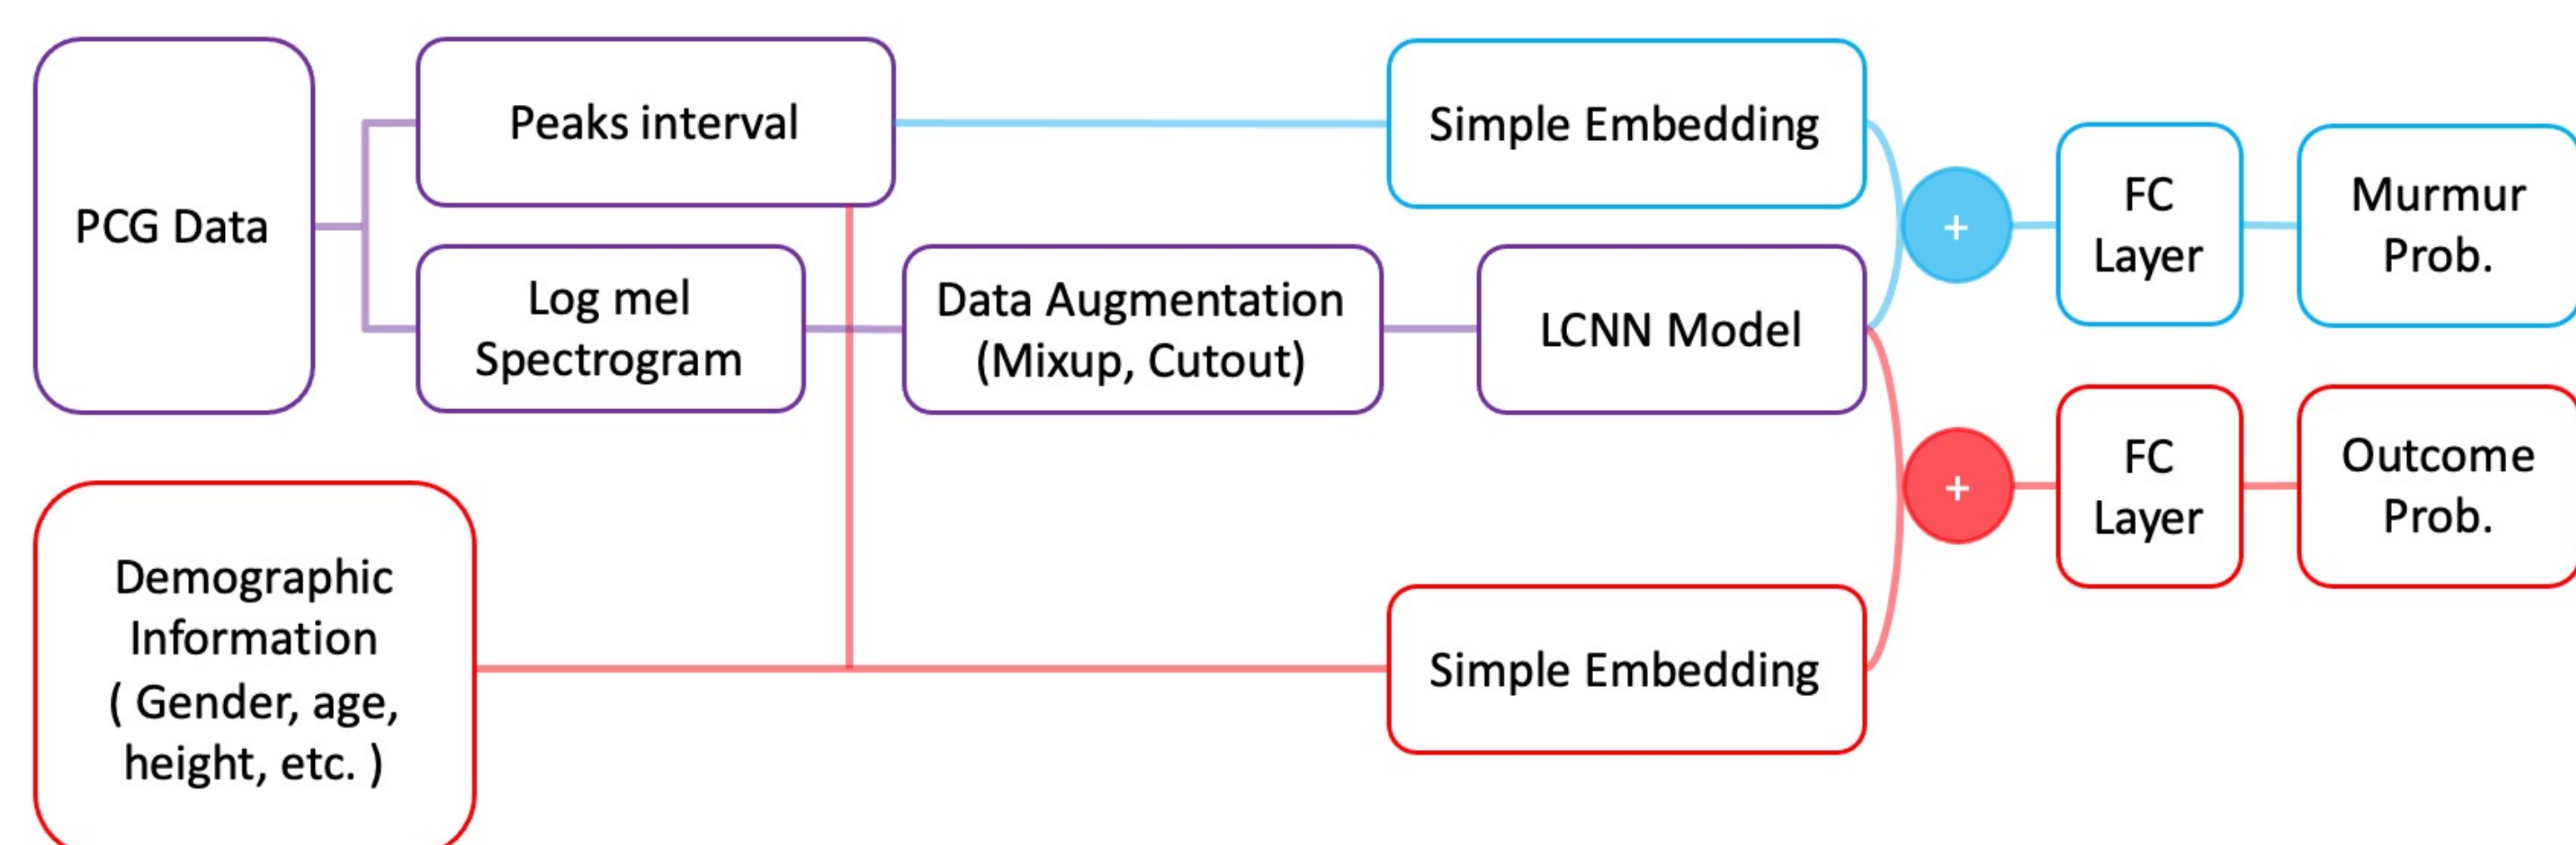 PCG Data
Peaks interval
Log mel
Spectrogram
Data Augmentation
(Mixup, Cutout)
Simple Embedding
LCNN Model
+
FC
Layer
Murmur
Prob.
Demographic
Information
( Gender, age,
height, etc. )
Simple Embedding
+
FC
Layer
Outcome
Prob.